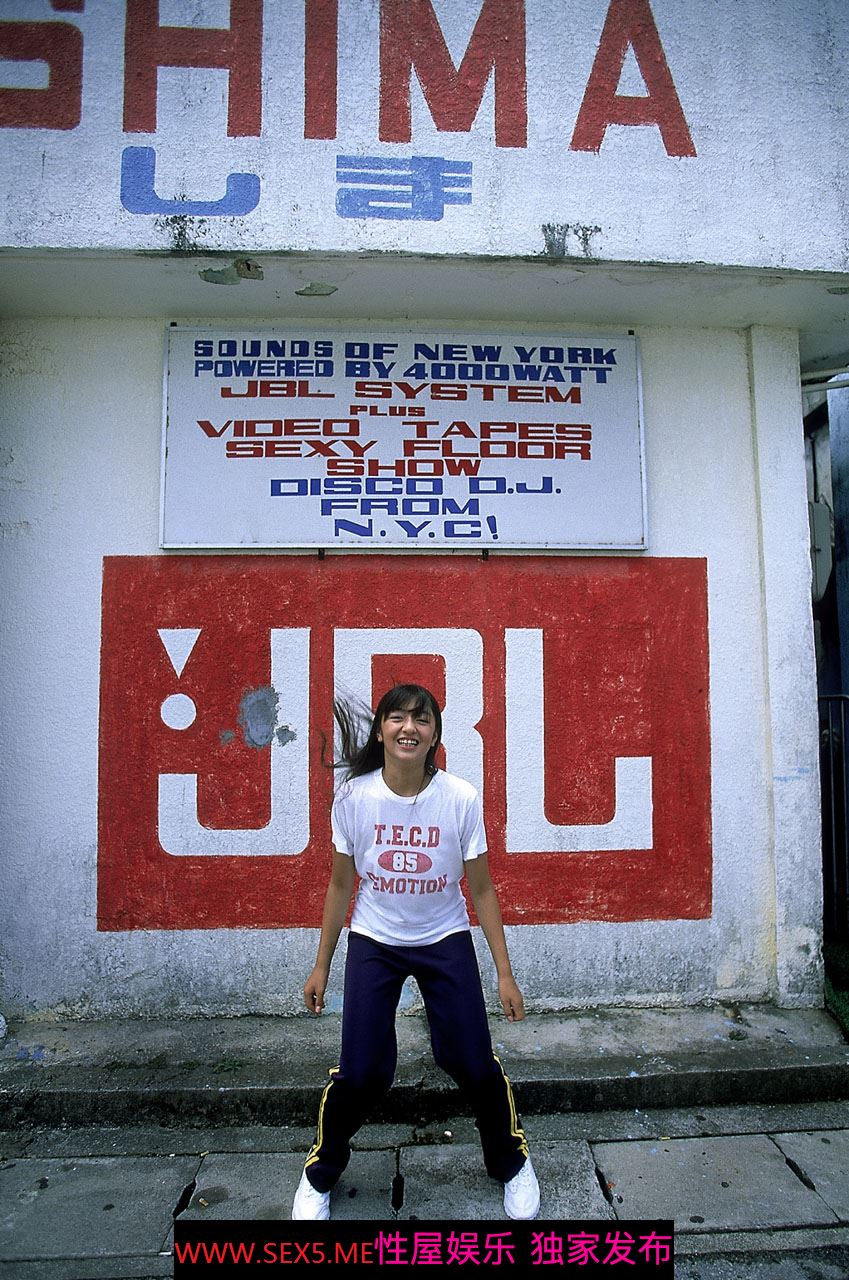 SHIMA
しま
SOUNDS OF NEW YORK
POWERED BY 4000WATT
JBL SYSTEM
PLUS
VIDEO TAPES
SEXY FLOOR
SHOW
DISCO D.J.
FROM
N.Y.C!
JBL
T.E.C.D
85
EMOTION
WWW.SEX5.ME性屋娱乐 独家发布